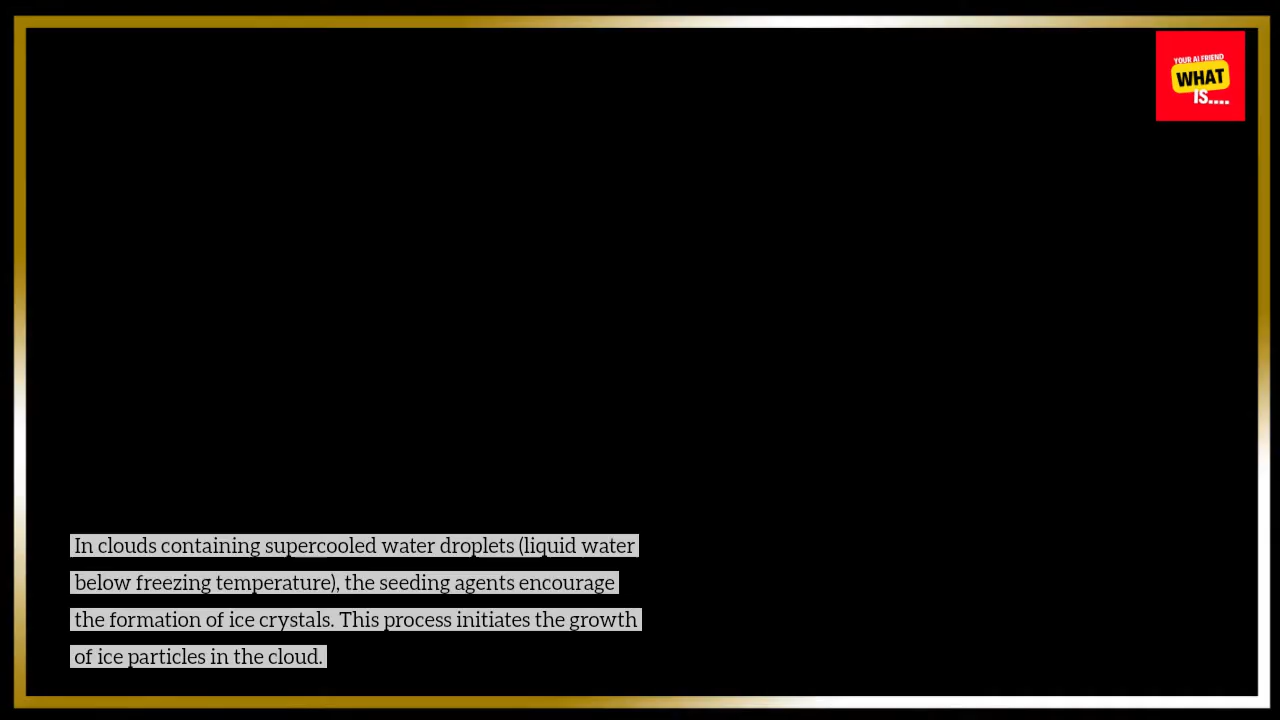 YOUR AI FRIEND
WHAT
IS....
In clouds containing supercooled water droplets (liquid water
below freezing temperature), the seeding agents encourage
the formation of ice crystals. This process initiates the growth
of ice particles in the cloud.